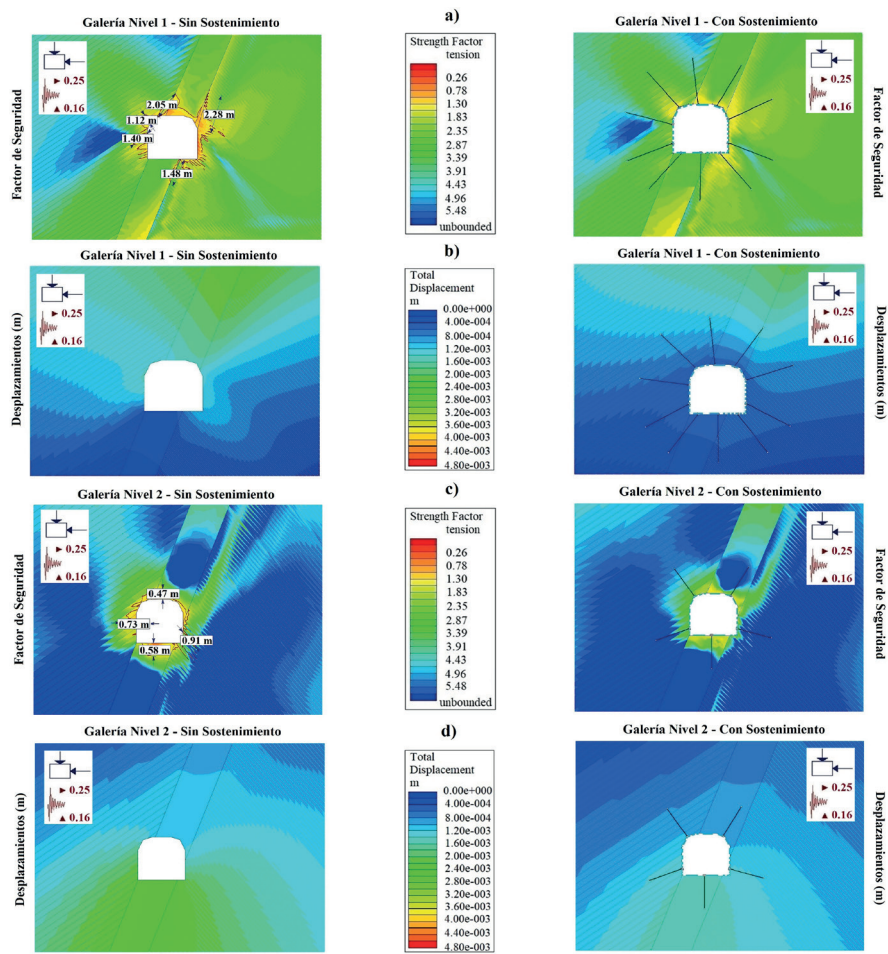 a)
Galería Nivel 1 - Sin Sostenimiento
Galería Nivel 1 - Con Sostenimiento
Factor de Seguridad
0.25
0.16
2.05 m
1.12 m
2.28 m
1.40 m
1.48 m
Strength Factor
tension
0.26
0.78
1.30
1.83
2.35
2.87
3.39
3.91
4.43
4.96
5.48
unbounded
0.25
0.16
Factor de Seguridad
b)
Galería Nivel 1 - Sin Sostenimiento
Galería Nivel 1 - Con Sostenimiento
Desplazamientos (m)
0.25
0.16
Total
Displacement
m
0.00e+000
4.00e-004
8.00e-004
1.20e-003
1.60e-003
2.00e-003
2.40e-003
2.80e-003
3.20e-003
3.60e-003
4.00e-003
4.40e-003
4.80e-003
0.25
0.16
Desplazamientos (m)
c)
Galería Nivel 2 - Sin Sostenimiento
Galería Nivel 2 - Con Sostenimiento
Factor de Seguridad
0.25
0.16
0.47 m
0.73 m
0.91 m
0.58 m
Strength Factor
tension
0.26
0.78
1.30
1.83
2.35
2.87
3.39
3.91
4.43
4.96
5.48
unbounded
0.25
0.16
Factor de Seguridad
d)
Galería Nivel 2 - Sin Sostenimiento
Galería Nivel 2 - Con Sostenimiento
Desplazamientos (m)
0.25
0.16
Total
Displacement
m
0.00e+000
4.00e-004
8.00e-004
1.20e-003
1.60e-003
2.00e-003
2.40e-003
2.80e-003
3.20e-003
3.60e-003
4.00e-003
4.40e-003
4.80e-003
0.25
0.16
Desplazamientos (m)